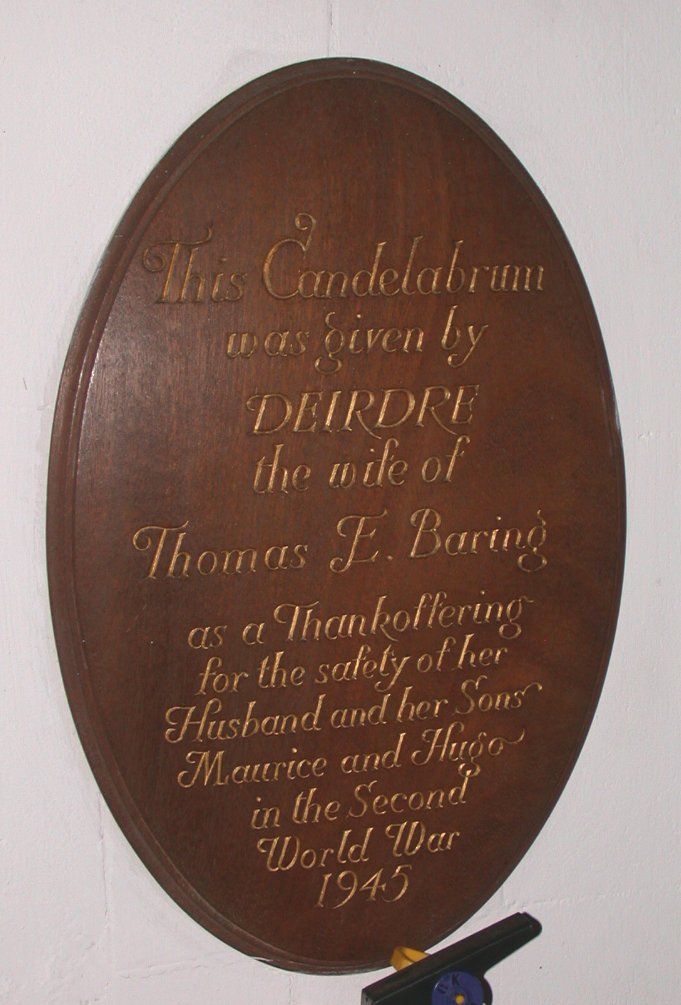 This Candelabrum
was given by
DEIRDRE
the wife of
Thomas E. Baring
as a Thankoffering
for the safety of her
Husband and her Sons
Maurice and Hugo
in the Second
World War
1945